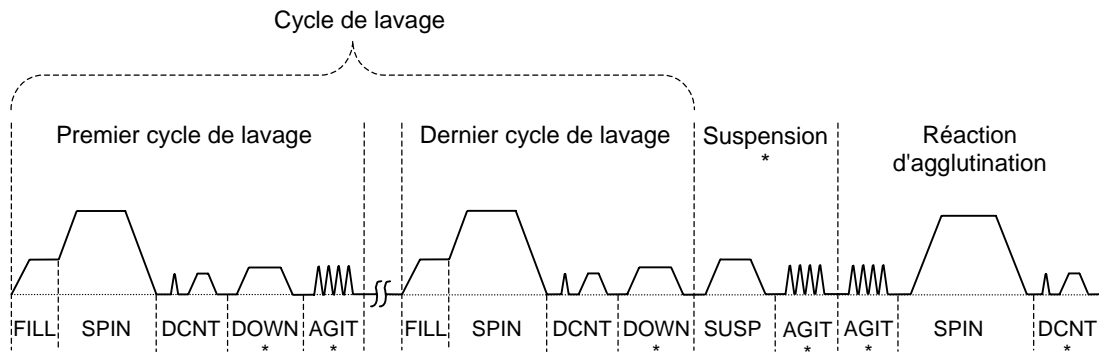 Cycle de lavage
Premier cycle de lavage
Dernier cycle de lavage
Suspension
*
Réaction
d'agglutination
FILL SPIN DCNT DOWN AGIT FILL SPIN DCNT DOWN SUSP AGIT AGIT SPIN DCNT
* * * * * *